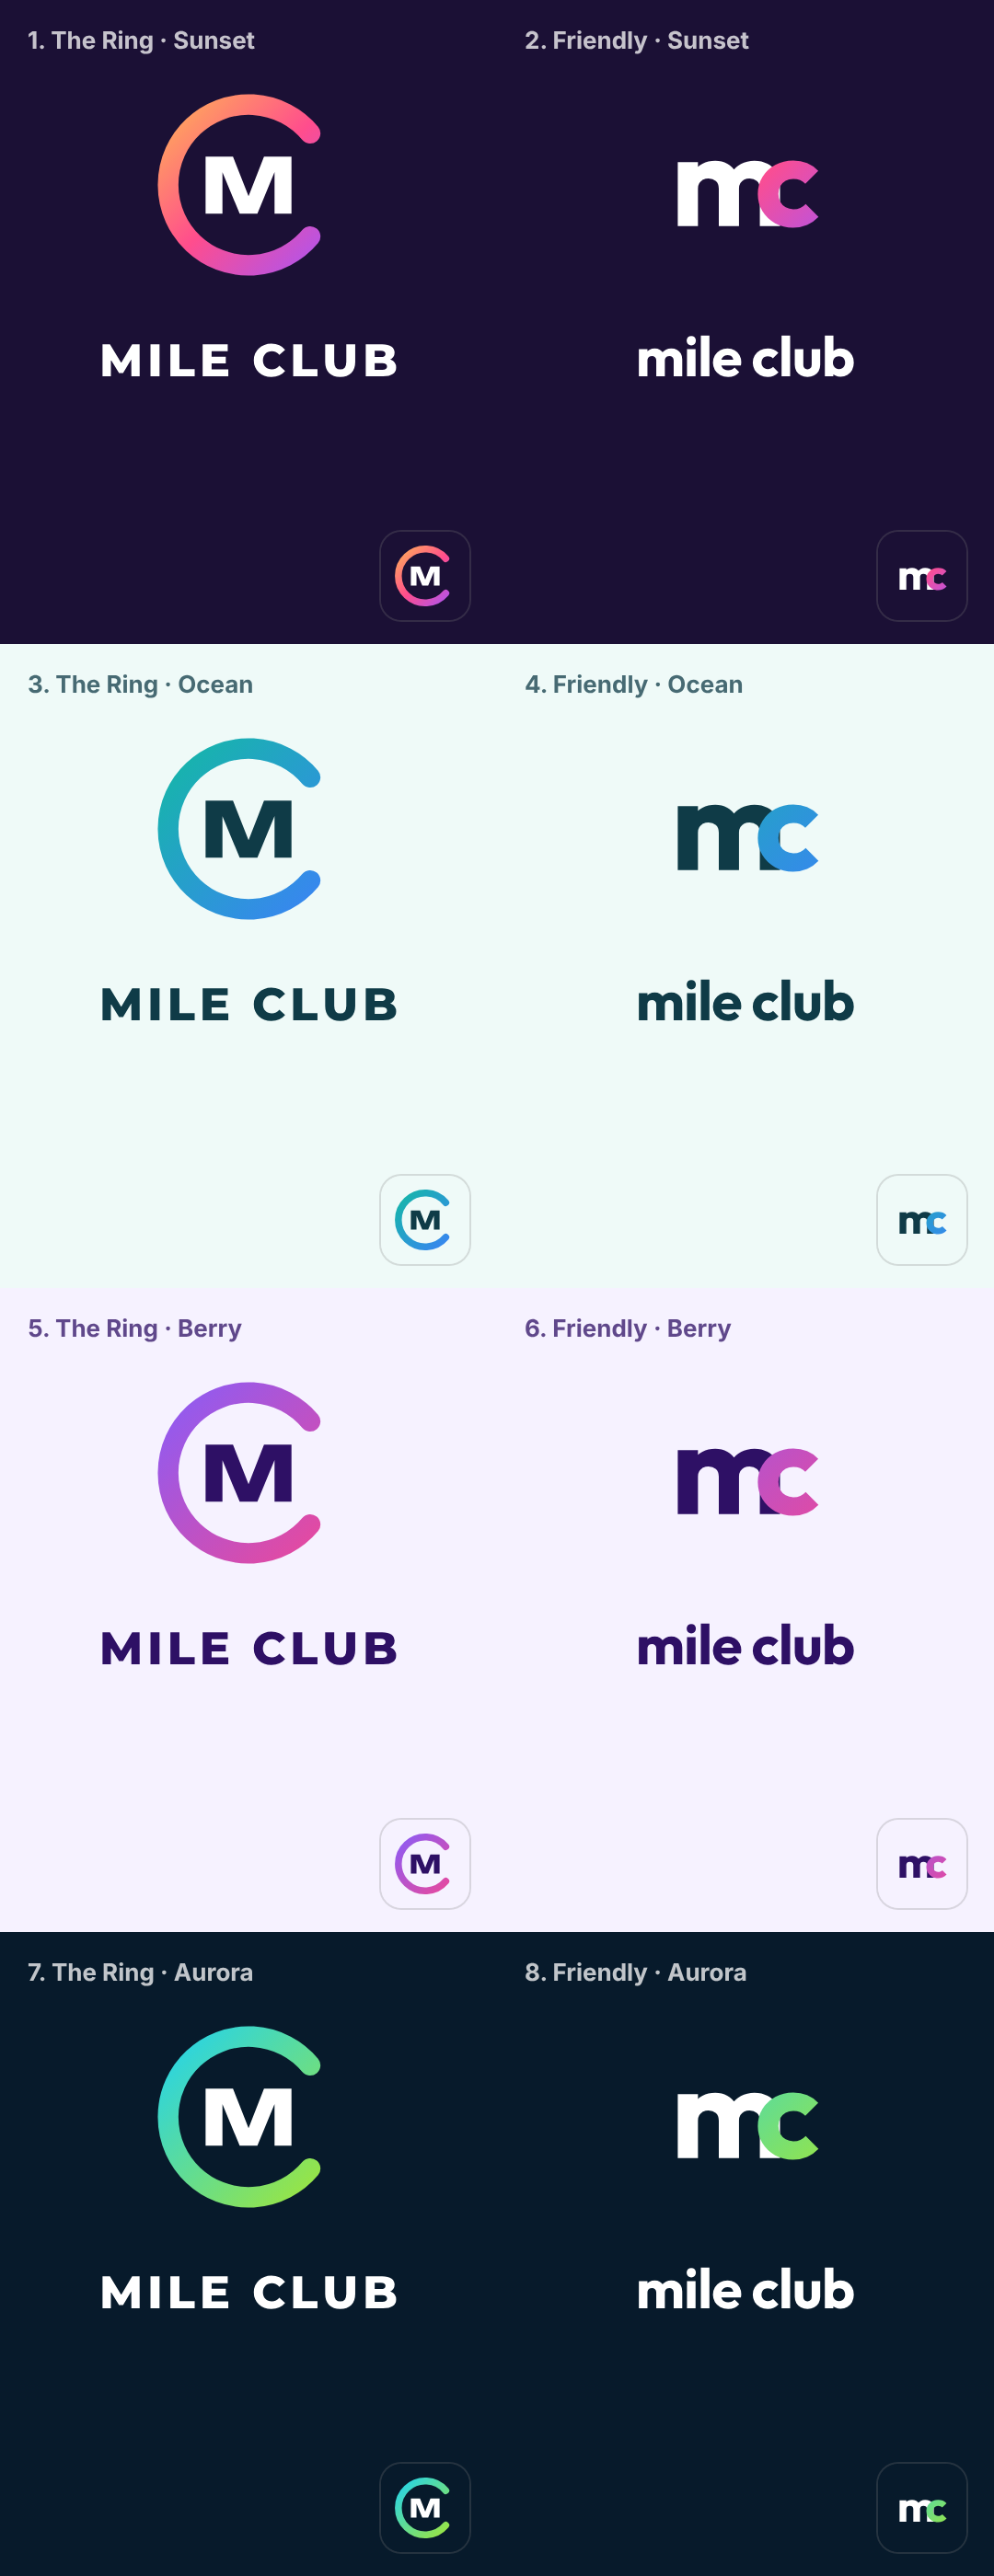 1. The Ring · Sunset
M
MILE CLUB
M
2. Friendly · Sunset
mc
mile club
mc
3. The Ring · Ocean
M
MILE CLUB
M
4. Friendly · Ocean
mc
mile club
mc
5. The Ring · Berry
M
MILE CLUB
M
6. Friendly · Berry
mc
mile club
mc
7. The Ring · Aurora
M
MILE CLUB
M
8. Friendly · Aurora
mc
mile club
mc